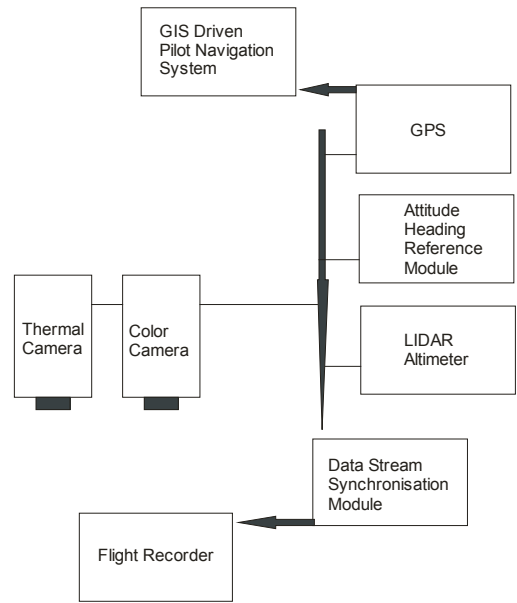 GIS Driven
Pilot Navigation
System
GPS
Attitude
Heading
Reference
Module
Thermal
Camera
Color
Camera
LIDAR
Altimeter
Data Stream
Synchronisation
Module
Flight Recorder